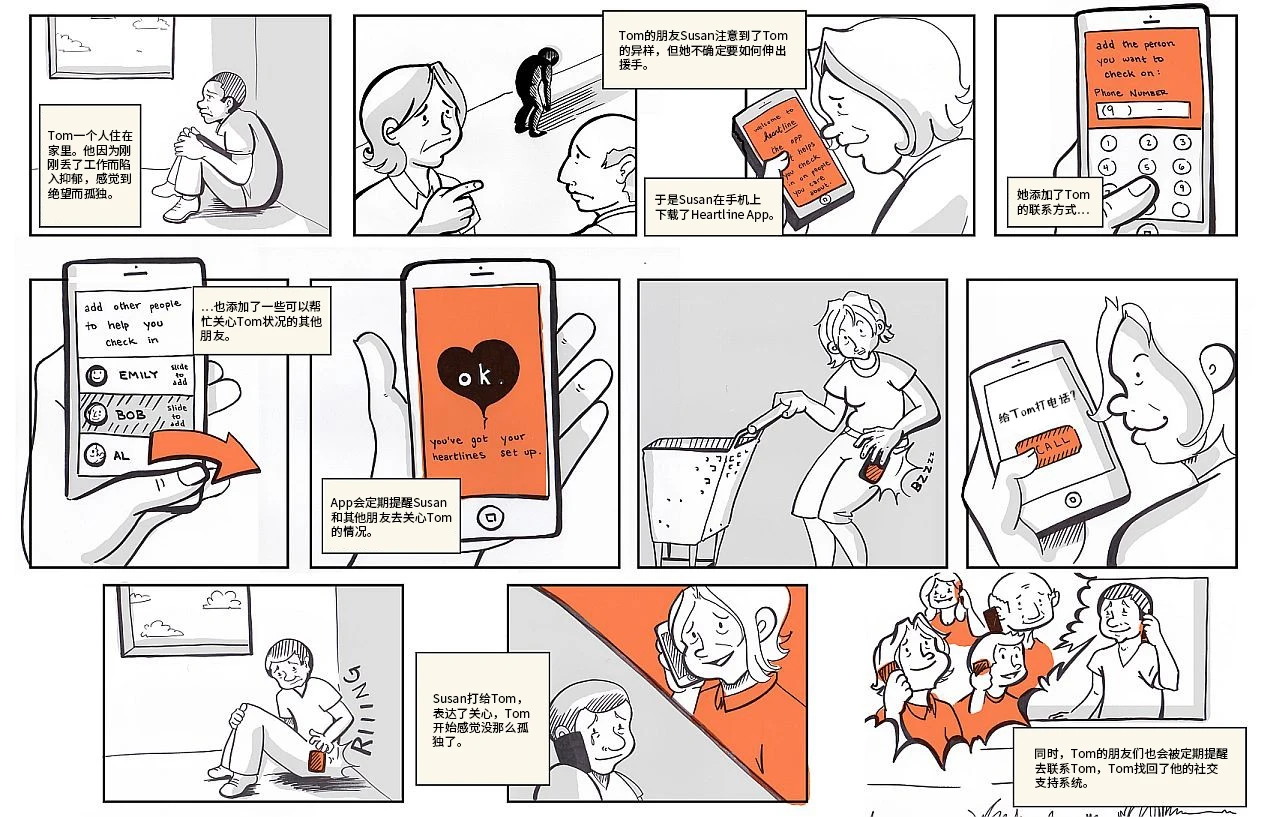 Tom一个人住在
家里。他因为刚
刚丢了工作而陷
入抑郁，感觉到
绝望而孤独。
Tom的朋友Susan注意到了Tom
的异样，但她不确定要如何伸出
援手。
welcome to
heartline
the app
t helps
you check
in on people
you care
about.
于是Susan在手机上
下载了Heartline App。
add the person
you want to
check on:
Phone NUMBER
(9 ) -
1 2 3
4 5 6
9
她添加了Tom
的联系方式...
add other people
to help you
check in
EMILY
slide
to
add
BOB
slide
to
add
AL
...也添加了一些可以帮
忙关心Tom状况的其他
朋友。
ok.
you've got your
heartlines set up.
App会定期提醒Susan
和其他朋友去关心Tom
的情况。
BZZZZ
给Tom打电话?
CALL
RIIING
Susan打给Tom，
表达了关心，Tom
开始感觉没那么孤
独了。
同时，Tom的朋友们也会被定期提醒
去联系Tom，Tom找回了他的社交
支持系统。